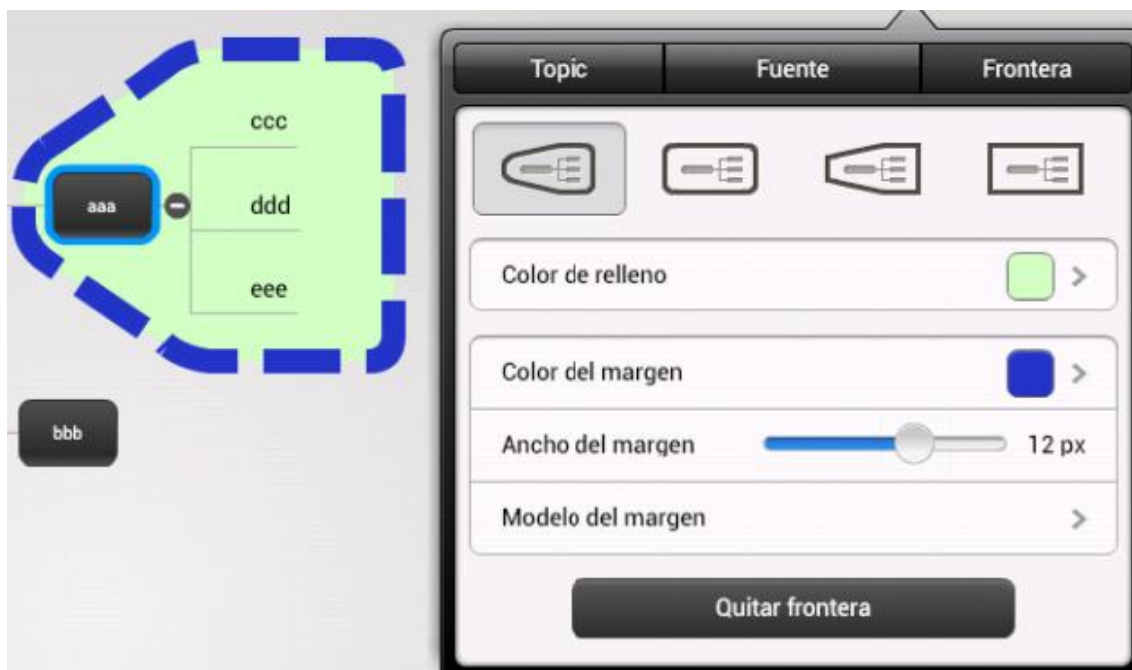 Topic Fuente Frontera
ccc
aaa
ddd
eee
bbb
Color de relleno
Color del margen
Ancho del margen 12 px
Modelo del margen
Quitar frontera